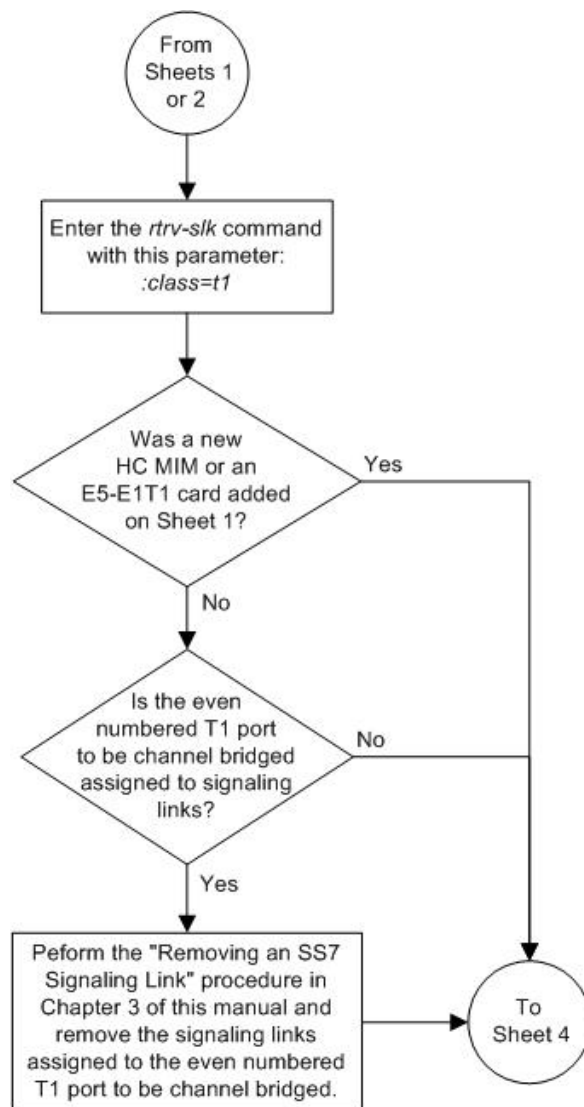 From
Sheets 1
or 2
Enter the rtrv-slk command
with this parameter:
:class=t1
Was a new
HC MIM or an
E5-E1T1 card added
on Sheet 1?
Yes
No
Is the even
numbered T1 port
to be channel bridged
assigned to signaling
links?
No
Yes
Peform the "Removing an SS7
Signaling Link" procedure in
Chapter 3 of this manual and
remove the signaling links
assigned to the even numbered
T1 port to be channel bridged.
To
Sheet 4